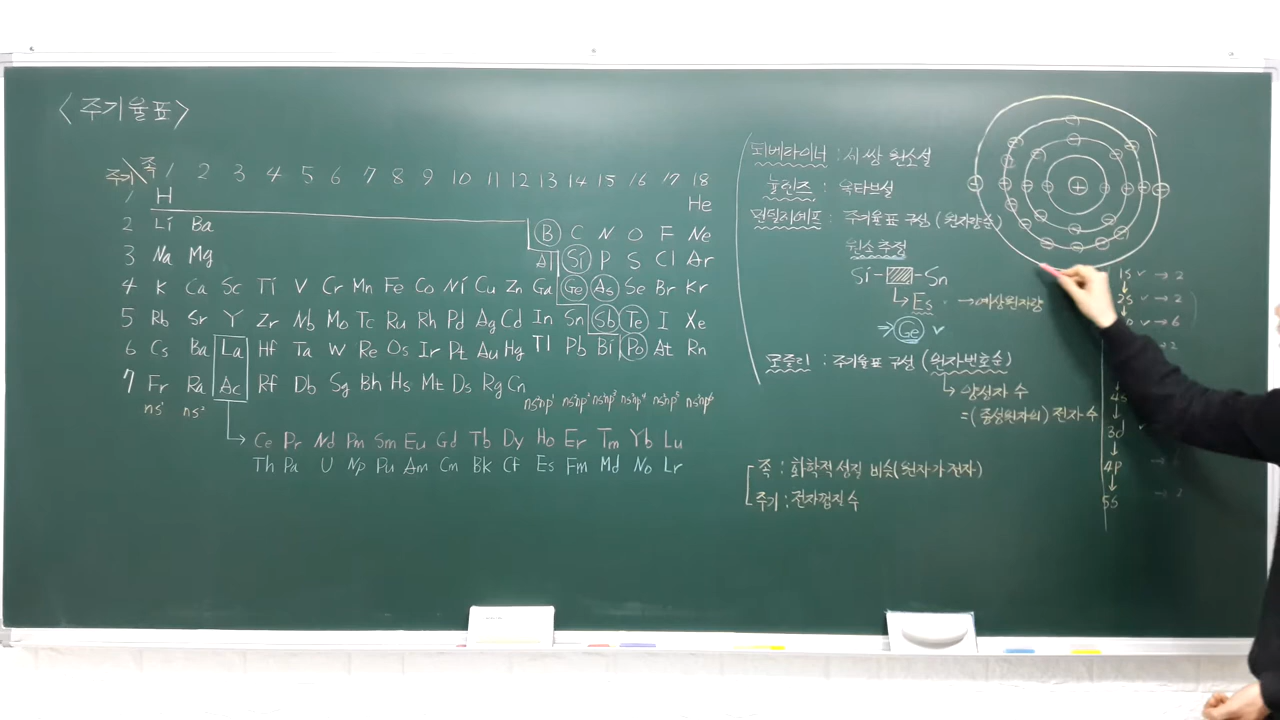 <주기율표>
족 1 2 3 4 5 6 7 8 9 10 11 12 13 14 15 16 17 18
주기
1 H He
2 Li Ba B C N O F Ne
3 Na Mg Al Si P S Cl Ar
4 K Ca Sc Ti V Cr Mn Fe Co Ni Cu Zn Ga Ge As Se Br Kr
5 Rb Sr Y Zr Nb Mo Tc Ru Rh Pd Ag Cd In Sn Sb Te I Xe
6 Cs Ba La Hf Ta W Re Os Ir Pt Au Hg Tl Pb Bi Po At Rn
7 Fr Ra Ac Rf Db Sg Bh Hs Mt Ds Rg Cn
ns¹ ns² ns²np¹ ns²np² ns²np³ ns²np⁴ ns²np⁵ ns²np⁶
Ce Pr Nd Pm Sm Eu Gd Tb Dy Ho Er Tm Yb Lu
Th Pa U Np Pu Am Cm Bk Cf Es Fm Md No Lr
되베라이너 : 세 쌍 원소설
뉼런즈 : 옥타브설
멘델레예프 : 주기율표 구성 (원자량순)
원소 추정
Si - - Sn
→ Es ✓ → 예상원자량
⇒ Ge ✓
모즐리 : 주기율표 구성 (원자번호순)
→ 양성자 수
= (중성원자의) 전자 수
족 : 화학적 성질 비슷 (원자가 전자)
주기 : 전자껍질 수
+
1s ✓ → 2
2s ✓ → 2
✓ → 6
2
4s
3d ✓
4p
5s → 2